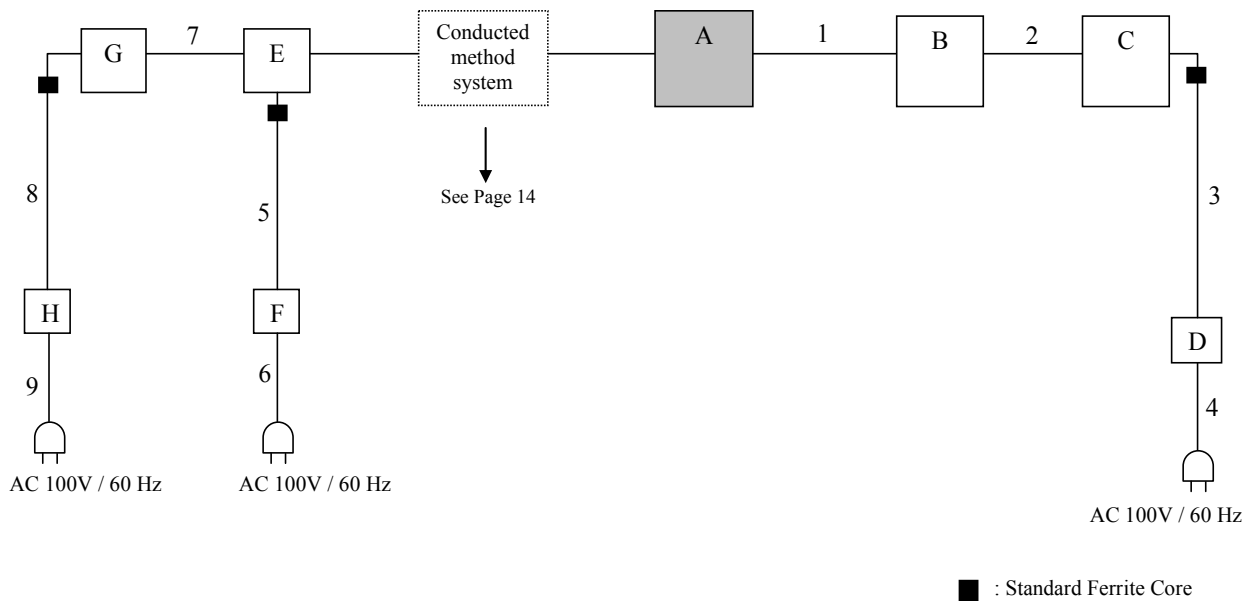 Conducted
method
system
A
B
C
G
E
7
1
2
See Page 14
8
5
3
H
F
D
9
6
4
AC 100V / 60 Hz
AC 100V / 60 Hz
AC 100V / 60 Hz
: Standard Ferrite Core